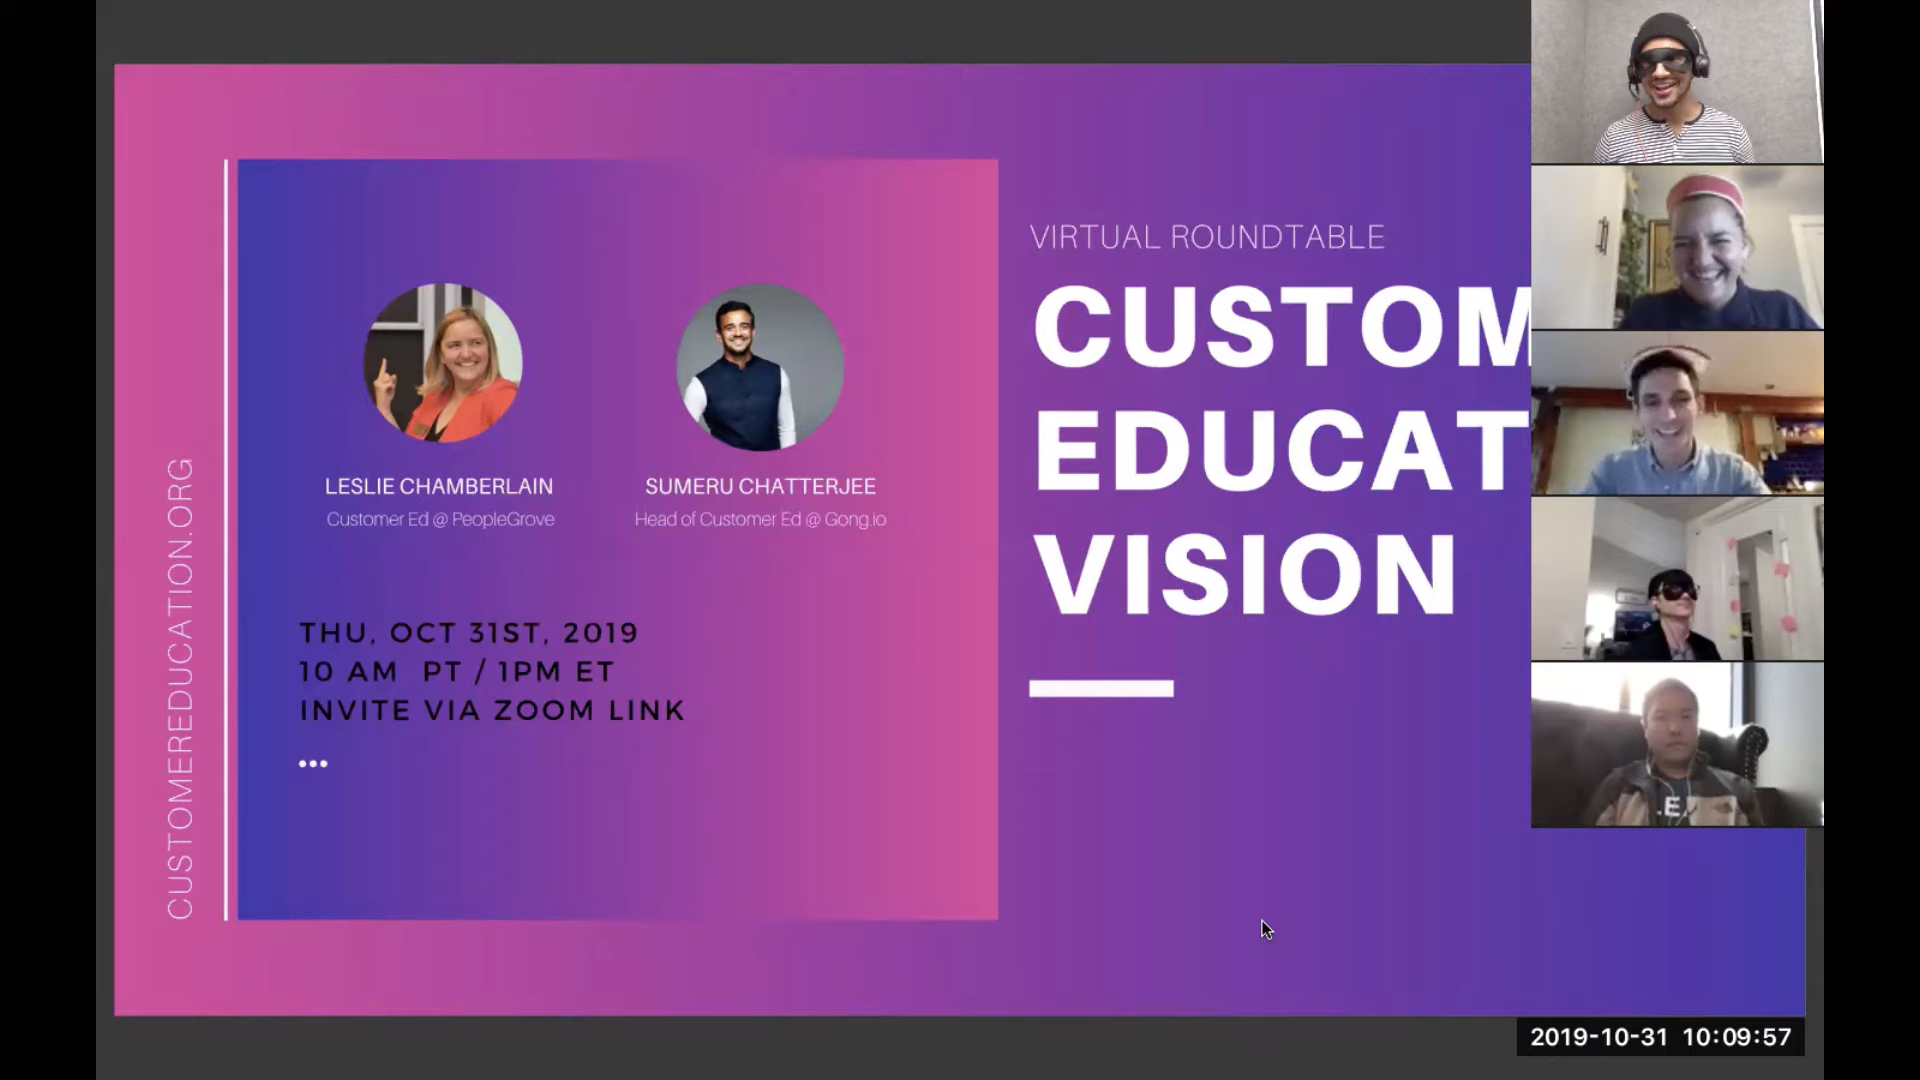 CUSTOMEREDUCATION.ORG
LESLIE CHAMBERLAIN
Customer Ed @ PeopleGrove
SUMERU CHATTERJEE
Head of Customer Ed @ Gong.io
THU, OCT 31ST, 2019
10 AM PT / 1PM ET
INVITE VIA ZOOM LINK
VIRTUAL ROUNDTABLE
CUSTOM
EDUCAT
VISION
2019-10-31 10:09:57